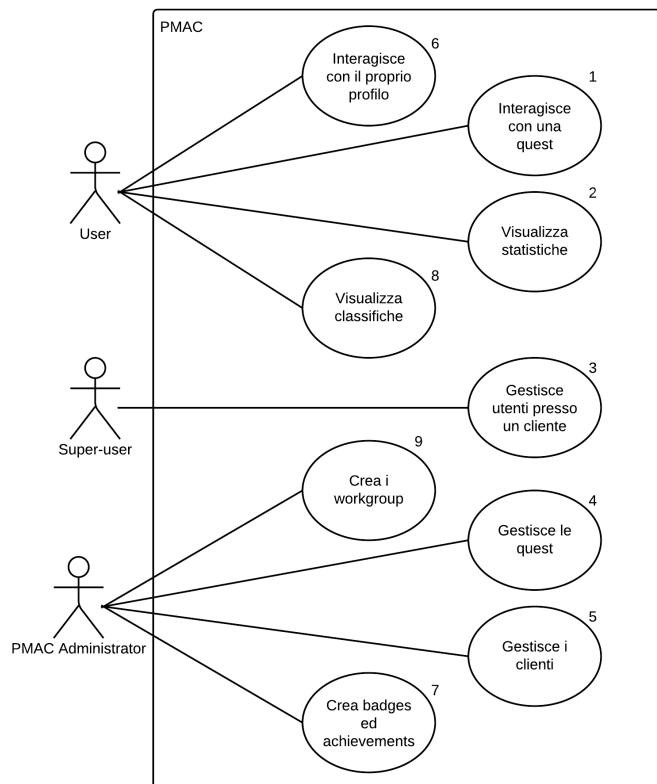 PMAC
6
Interagisce
con il proprio
profilo
1
Interagisce
con una
quest
2
Visualizza
statistiche
User
8
Visualizza
classifiche
3
Gestisce
utenti presso
un cliente
Super-user
9
Crea i
workgroup
4
Gestisce le
quest
5
Gestisce i
clienti
PMAC Administrator
7
Crea badges
ed
achievements